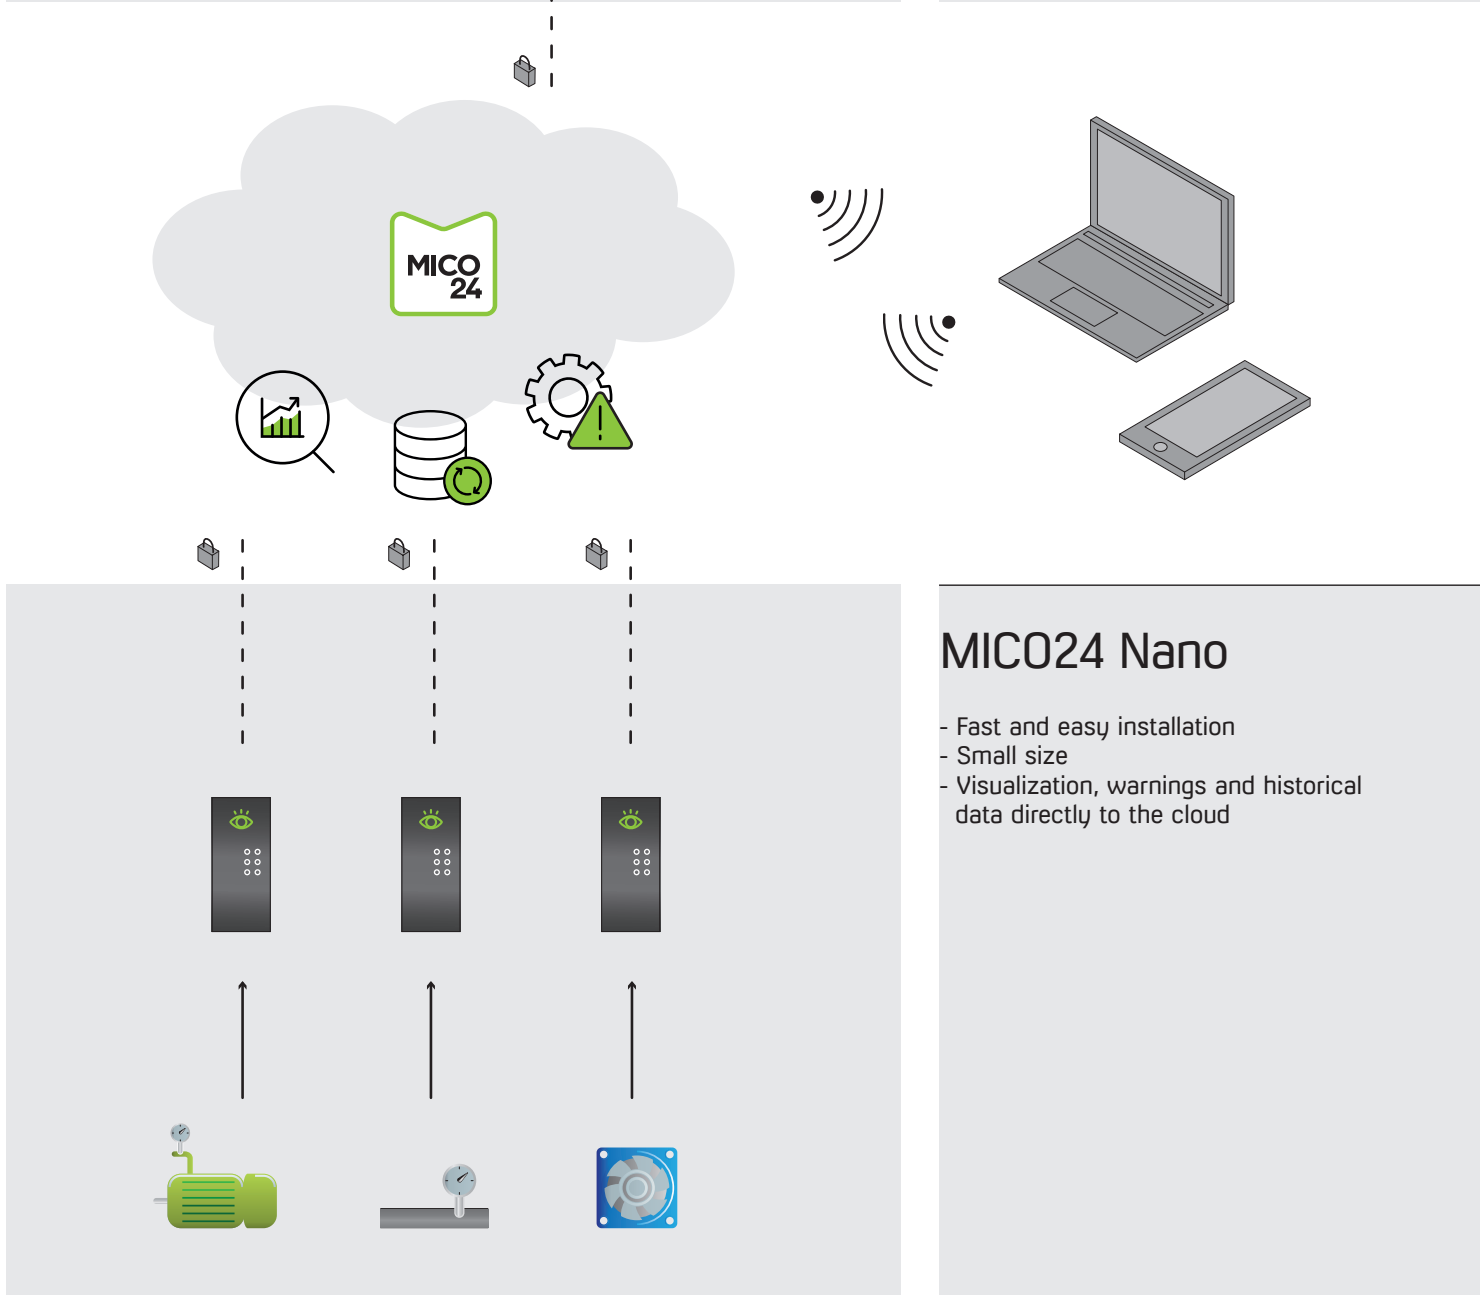 MICO
24
MICO24 Nano
- Fast and easy installation
- Small size
- Visualization, warnings and historical
data directly to the cloud